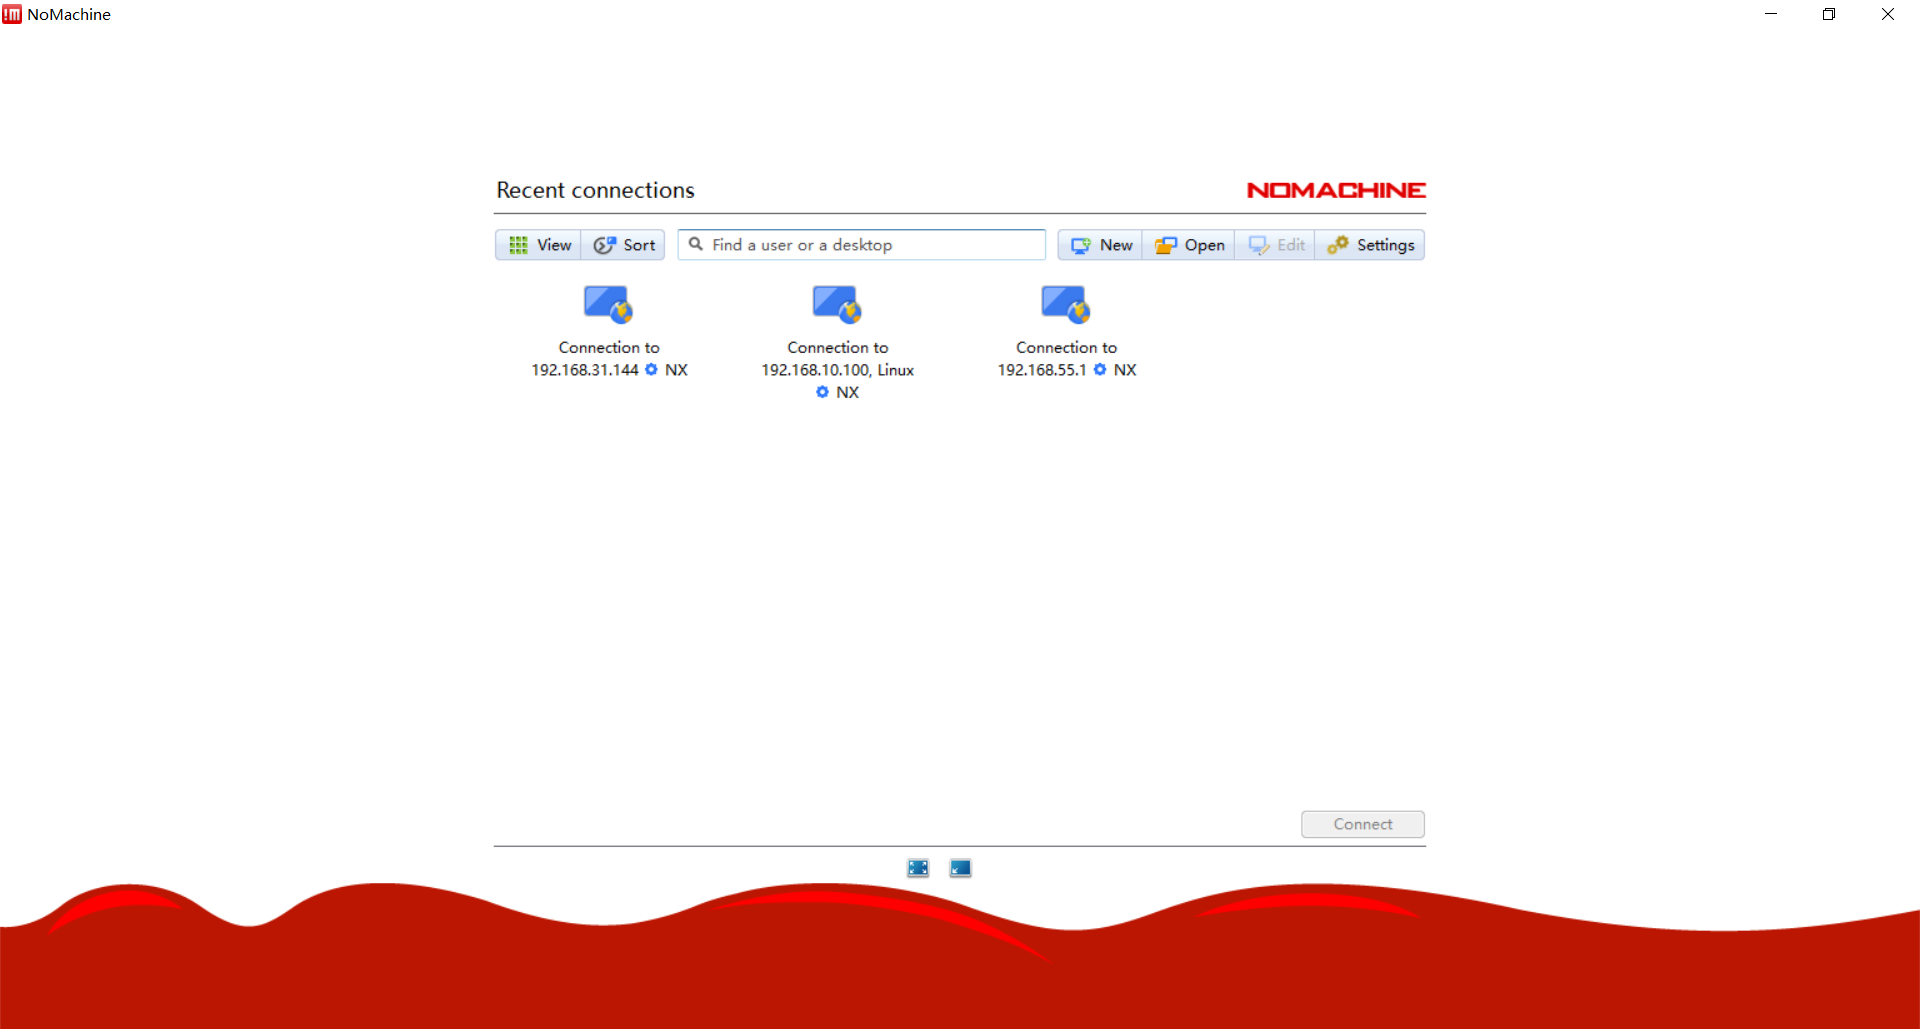 NoMachine
Recent connections
NOMACHINE
View
Sort
Find a user or a desktop
New
Open
Edit
Settings
Connection to
192.168.31.144 NX
Connection to
192.168.10.100, Linux
NX
Connection to
192.168.55.1 NX
Connect